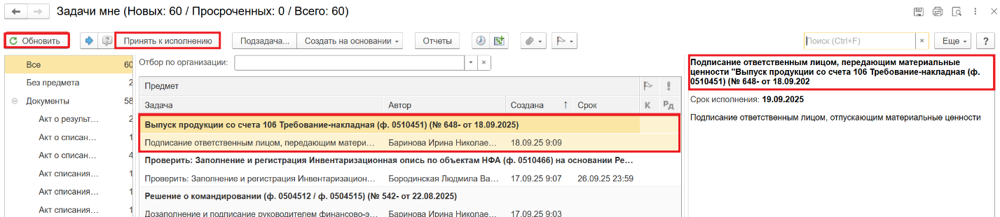 Задачи мне (Новых: 60 / Просроченных: 0 / Всего: 60)
Обновить
Принять к исполнению
Подзадача...
Создать на основании
Отчеты
Поиск (Ctrl+F)
×
Еще
?
Все 60
Без предмета 2
Документы 58
Акт о результ... 2
Акт о списан... 1
Акт о списан... 4
Акт списания... 1
Акт списания... 1
Акт списания... 1
Отбор по организации:
Предмет
Задача Автор Создана ↑ Срок К Рд
Выпуск продукции со счета 106 Требование-накладная (ф. 0510451) (№ 648- от 18.09.2025)
Подписание ответственным лицом, передающим матери... Баринова Ирина Николае... 18.09.25 9:09
Проверить: Заполнение и регистрация Инвентаризационная опись по объектам НФА (ф. 0510466) на основании Ре...
Проверить: Заполнение и регистрация Инвентаризацион... Бородинская Людмила Ва... 17.09.25 9:07 26.09.25 23:59
Решение о командировании (ф. 0504512 / ф. 0504515) (№ 542- от 22.08.2025)
Дозаполнение и подписание руководителем финансово-э... Баринова Ирина Николае... 17.09.25 9:03
Подписание ответственным лицом, передающим материальные
ценности "Выпуск продукции со счета 106 Требование-накладная (ф.
0510451) (№ 648- от 18.09.202
Срок исполнения: 19.09.2025
Подписание ответственным лицом, отпускающим материальные ценности